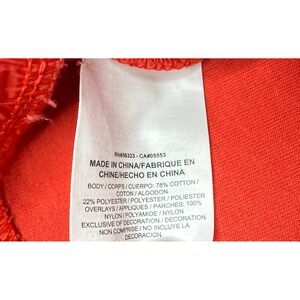 RN#56323 - CA#05553
MADE IN CHINA/FABRIQUE EN
CHINE/HECHO EN CHINA
BODY / CORPS / CUERPO: 78% COTTON /
COTON / ALGODON
22% POLYESTER / POLYESTER / POLIESTER
OVERLAYS / APPLIQUES / PARCHES: 100%
NYLON / POLYAMIDE / NYLON
EXCLUSIVE OF DECORATION / DECORATION
NON COMPRISE / NO INCLUYE LA
DECORACION.